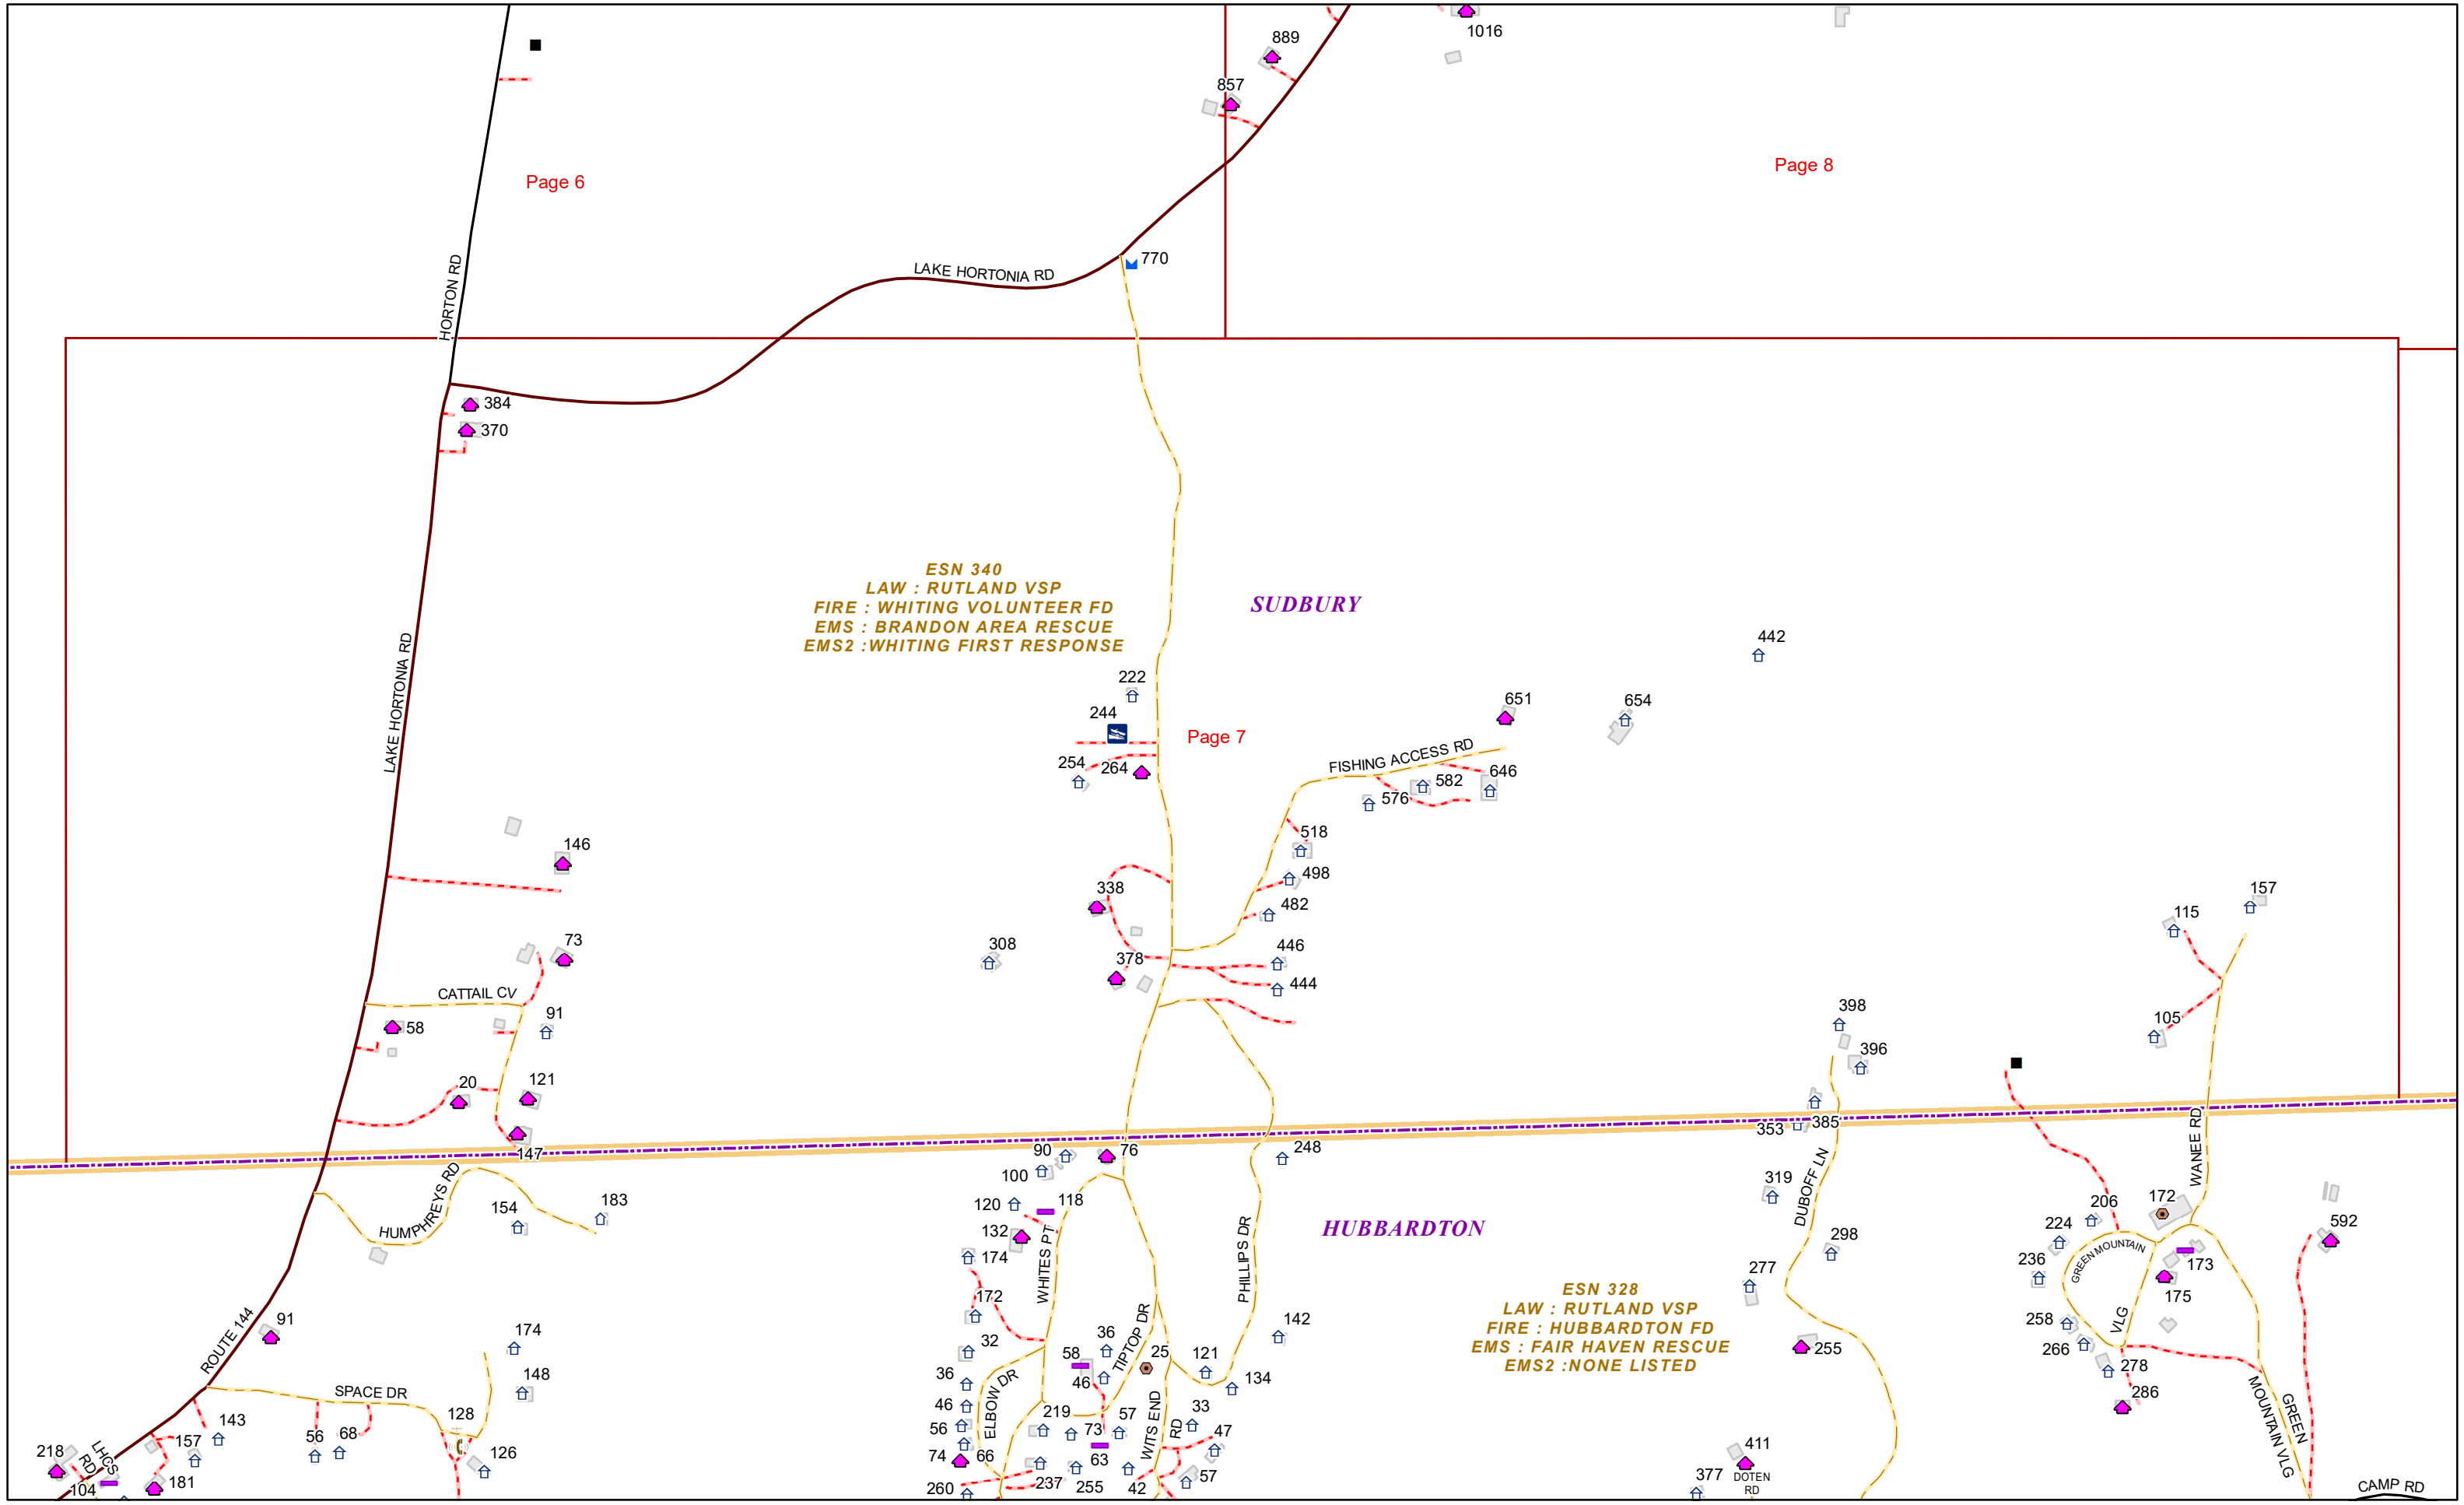 1016
889
857
Page 8
Page 6
770
LAKE HORTONIA RD
HORTON RD
384
370
ESN 340
LAW : RUTLAND VSP
FIRE : WHITING VOLUNTEER FD
EMS : BRANDON AREA RESCUE
EMS2 :WHITING FIRST RESPONSE
SUDBURY
442
LAKE HORTONIA RD
222
651
654
244
Page 7
FISHING ACCESS RD
254
264
646
582
576
518
146
498
338
157
482
115
73
308
446
378
444
CATTAIL CV
398
91
58
105
396
20
121
385
353
WANEE RD
147
90
76
248
100
HUMPHREYS RD
DUBOFF LN
319
154
183
120
118
206
172
132
HUBBARDTON
224
592
174
WHITES PT
PHILLIPS DR
298
GREEN MOUNTAIN
VLG
236
173
277
175
172
ESN 328
LAW : RUTLAND VSP
FIRE : HUBBARDTON FD
EMS : FAIR HAVEN RESCUE
EMS2 :NONE LISTED
91
174
ROUTE 144
32
36
TIPTOP DR
142
258
266
255
58
25
36
46
121
134
278
148
ELBOW DR
SPACE DR
286
GREEN
MOUNTAIN VLG
46
128
219
33
143
56
56
68
73
57
WITS END
RD
47
157
218
LHCS
RD
74
66
63
411
126
181
237
255
57
377
DOTEN
RD
104
260
42
CAMP RD